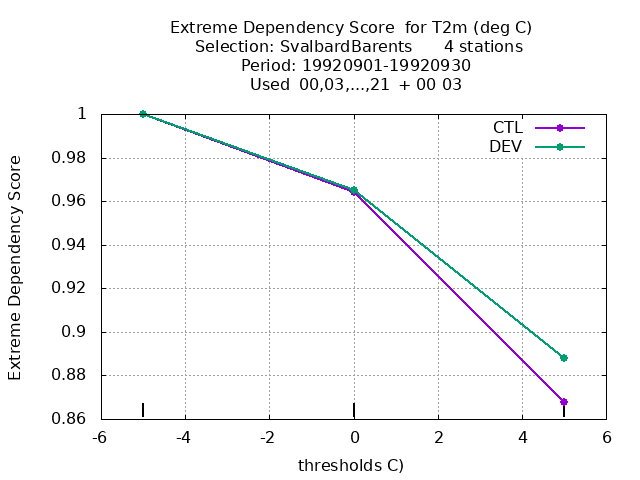 Extreme Dependency Score  for T2m (deg C)
Selection: SvalbardBarents      4 stations
Period: 19920901-19920930
Used  00,03,...,21  + 00 03
CTL
DEV
Extreme Dependency Score
1
0.98
0.96
0.94
0.92
0.9
0.88
0.86
-6 -4 -2 0 2 4 6
thresholds C)